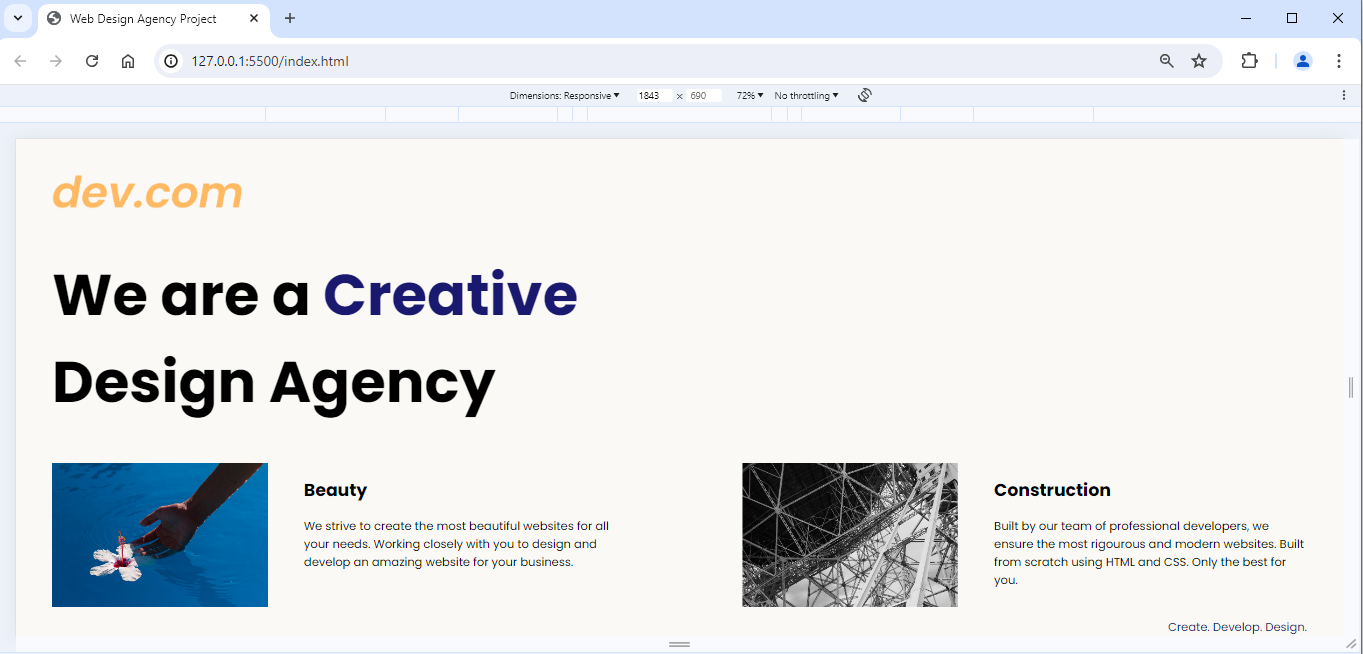 Web Design Agency Project
127.0.0.1:5500/index.html
Dimensions: Responsive 1843 × 690 72% No throttling
dev.com
We are a Creative
Design Agency
Beauty
We strive to create the most beautiful websites for all
your needs. Working closely with you to design and
develop an amazing website for your business.
Construction
Built by our team of professional developers, we
ensure the most rigourous and modern websites. Built
from scratch using HTML and CSS. Only the best for
you.
Create. Develop. Design.